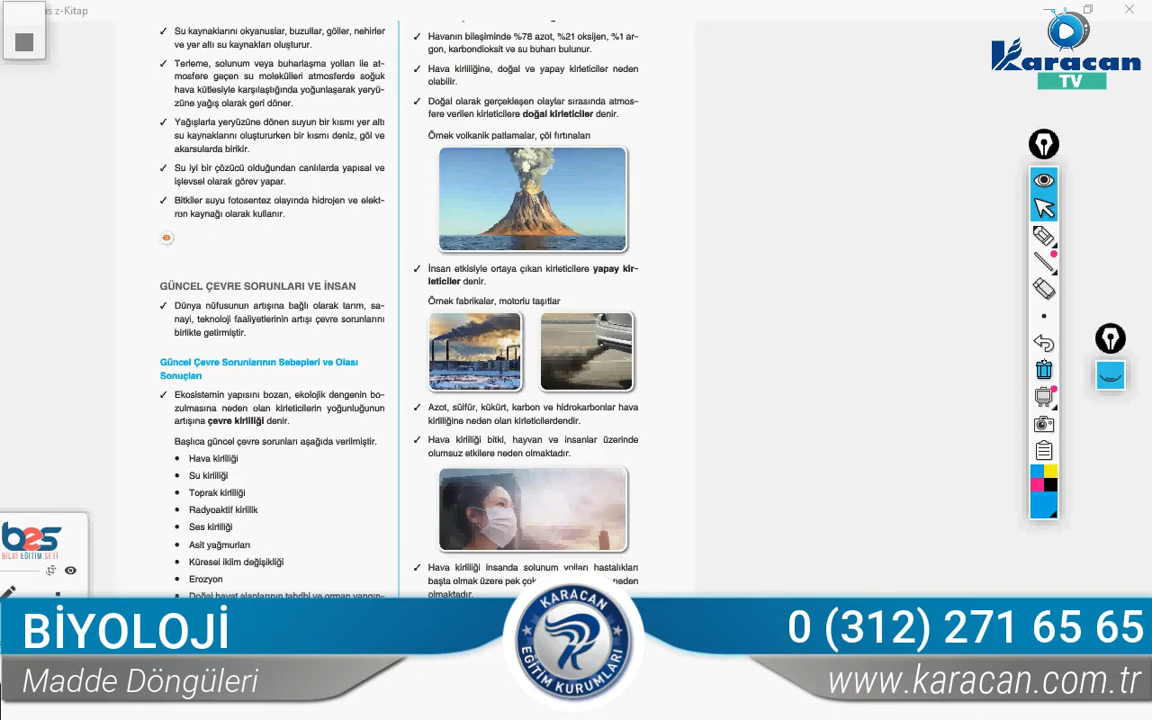 z-Kitap
Karacan
TV
✓ Su kaynaklarını okyanuslar, buzullar, göller, nehirler
ve yer altı su kaynakları oluşturur.
✓ Terleme, solunum veya buharlaşma yolları ile at-
mosfere geçen su molekülleri atmosferde soğuk
hava kütlesiyle karşılaştığında yoğunlaşarak yeryü-
züne yağış olarak geri döner.
✓ Yağışlarla yeryüzüne dönen suyun bir kısmı yer altı
su kaynaklarını oluştururken bir kısmı deniz, göl ve
akarsularda birikir.
✓ Su iyi bir çözücü olduğundan canlılarda yapısal ve
işlevsel olarak görev yapar.
✓ Bitkiler suyu fotosentez olayında hidrojen ve elekt-
ron kaynağı olarak kullanır.
GÜNCEL ÇEVRE SORUNLARI VE İNSAN
✓ Dünya nüfusunun artışına bağlı olarak tarım, sa-
nayi, teknoloji faaliyetlerinin artışı çevre sorunlarını
birlikte getirmiştir.
Güncel Çevre Sorunlarının Sebepleri ve Olası
Sonuçları
✓ Ekosistemin yapısını bozan, ekolojik dengenin bo-
zulmasına neden olan kirleticilerin yoğunluğunun
artışına çevre kirliliği denir.
Başlıca güncel çevre sorunları aşağıda verilmiştir.
• Hava kirliliği
• Su kirliliği
• Toprak kirliliği
• Radyoaktif kirlilik
• Ses kirliliği
• Asit yağmurları
• Küresel iklim değişikliği
• Erozyon
• Doğal hayat alanlarının tahribi ve orman yangın-
✓ Havanın bileşiminde %78 azot, %21 oksijen, %1 ar-
gon, karbondioksit ve su buharı bulunur.
✓ Hava kirliliğine, doğal ve yapay kirleticiler neden
olabilir.
✓ Doğal olarak gerçekleşen olaylar sırasında atmos-
fere verilen kirleticilere doğal kirleticiler denir.
Örnek volkanik patlamalar, çöl fırtınaları
✓ İnsan etkisiyle ortaya çıkan kirleticilere yapay kir-
leticiler denir.
Örnek fabrikalar, motorlu taşıtlar
✓ Azot, sülfür, kükürt, karbon ve hidrokarbonlar hava
kirliliğine neden olan kirleticilerdendir.
✓ Hava kirliliği bitki, hayvan ve insanlar üzerinde
olumsuz etkilere neden olmaktadır.
✓ Hava kirliliği insanda solunum yolları hastalıkları
başta olmak üzere pek çok neden
olmaktadır.
b2s
BİLGİ EĞİTİM SETİ
BİYOLOJİ
Madde Döngüleri
KARACAN
EĞİTİM KURUMLARI
0 (312) 271 65 65
www.karacan.com.tr